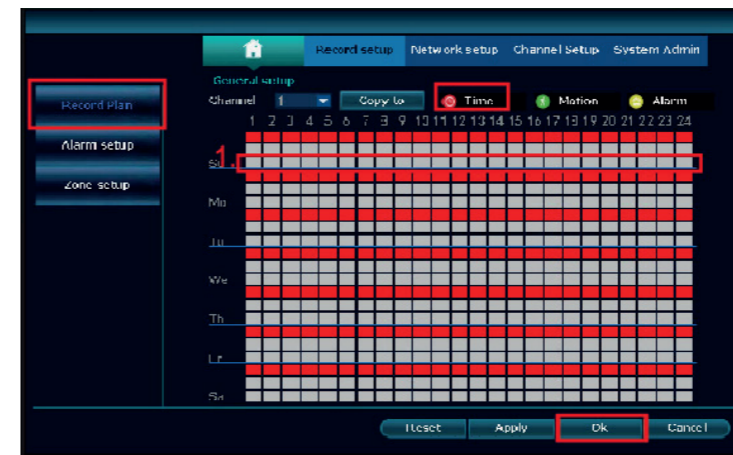 Record setup Network setup Channel Setup System Admin
General setup
Record Plan
Channel 1 Copy to Time Motion Alarm
1 2 3 4 5 6 7 8 9 10 11 12 13 14 15 16 17 18 19 20 21 22 23 24
Alarm setup
1.
Su
Zone setup
Mo
Tu
We
Th
Fr
Sa
Reset Apply Ok Cancel